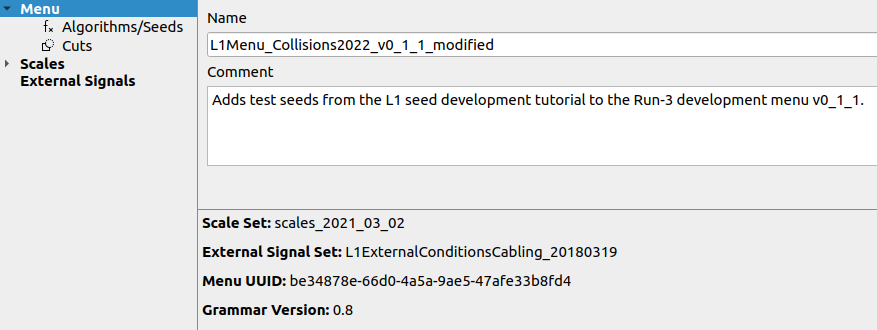 Menu
Algorithms/Seeds
Cuts
Scales
External Signals
Name
L1Menu_Collisions2022_v0_1_1_modified
Comment
Adds test seeds from the L1 seed development tutorial to the Run-3 development menu v0_1_1.
Scale Set: scales_2021_03_02
External Signal Set: L1ExternalConditionsCabling_20180319
Menu UUID: be34878e-66d0-4a5a-9ae5-47afe33b8fd4
Grammar Version: 0.8